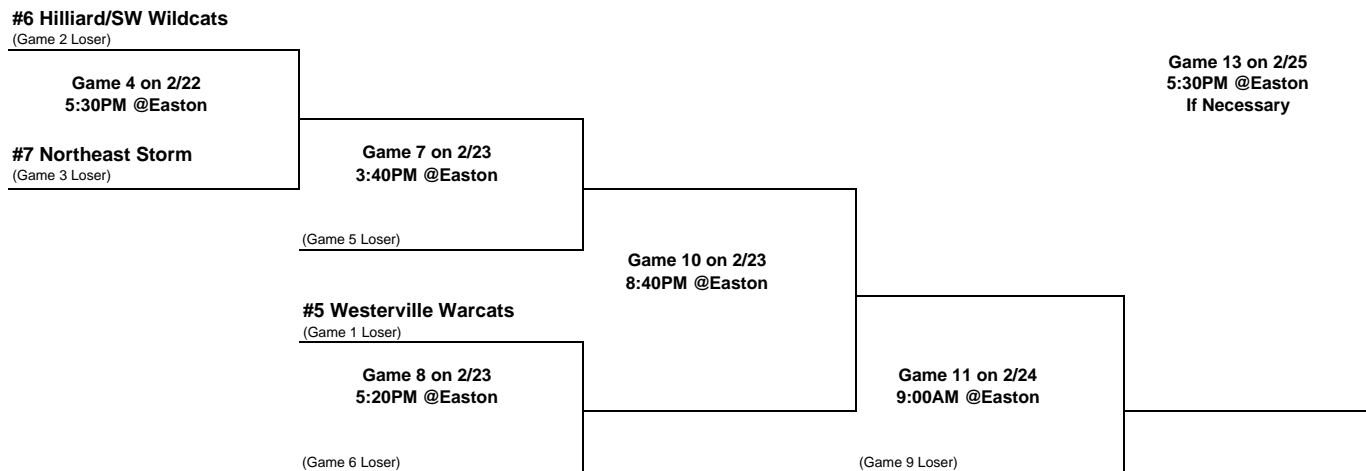 #6 Hilliard/SW Wildcats
(Game 2 Loser)
Game 4 on 2/22
5:30PM @Easton
#7 Northeast Storm
(Game 3 Loser)
Game 7 on 2/23
3:40PM @Easton
(Game 5 Loser)
#5 Westerville Warcats
(Game 1 Loser)
Game 8 on 2/23
5:20PM @Easton
(Game 6 Loser)
Game 10 on 2/23
8:40PM @Easton
Game 11 on 2/24
9:00AM @Easton
(Game 9 Loser)
Game 13 on 2/25
5:30PM @Easton
If Necessary